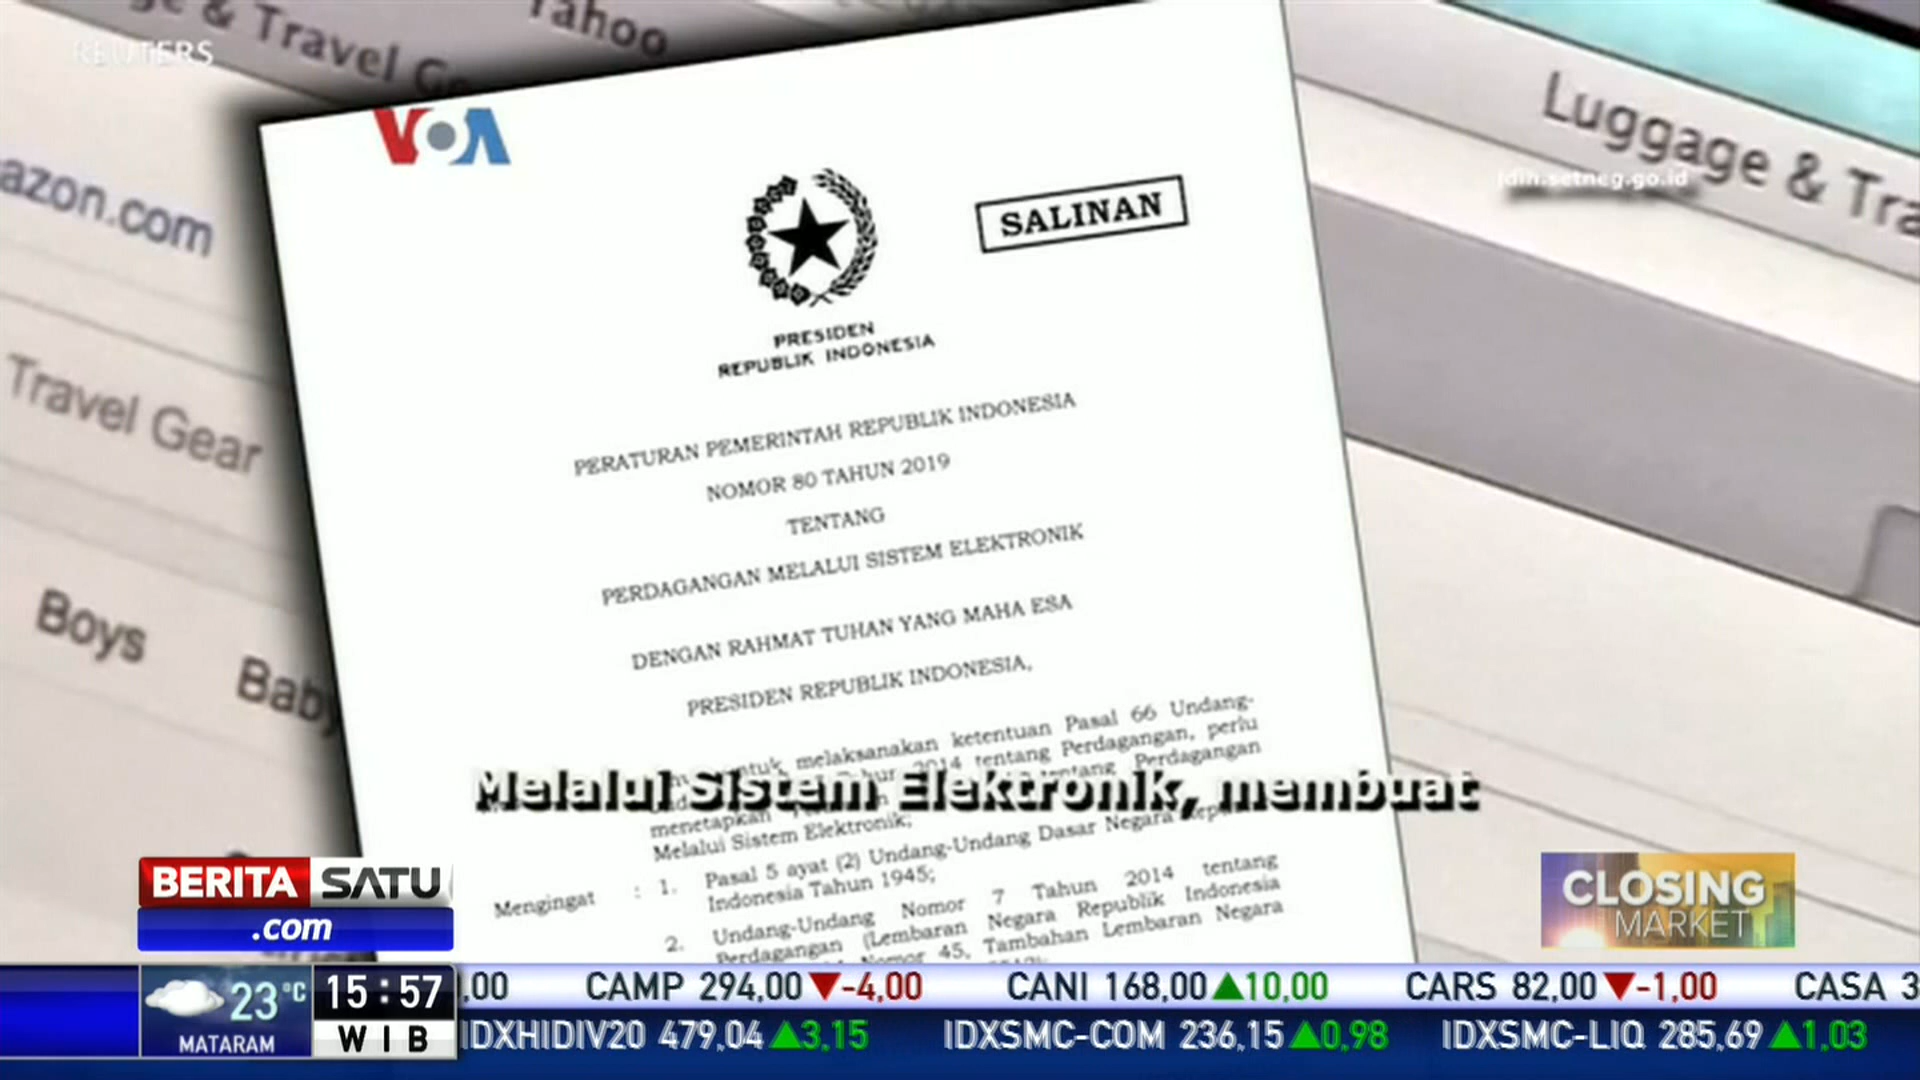 REUTERS
& Travel
Yahoo
azon.com
Travel Gear
Boys
Baby
Luggage & Tra
jdih.setneg.go.id
VOA
SALINAN
PRESIDEN
REPUBLIK INDONESIA
PERATURAN PEMERINTAH REPUBLIK INDONESIA
NOMOR 80 TAHUN 2019
TENTANG
PERDAGANGAN MELALUI SISTEM ELEKTRONIK
DENGAN RAHMAT TUHAN YANG MAHA ESA
PRESIDEN REPUBLIK INDONESIA,
untuk melaksanakan ketentuan Pasal 66 Undang-
2014 tentang Perdagangan, perlu
menetapkan tentang Perdagangan
Melalui Sistem Elektronik;
Melalui Sistem Elektronik, membuat
Mengingat : 1. Pasal 5 ayat (2) Undang-Undang Dasar Negara
Indonesia Tahun 1945;
2. Undang-Undang Nomor 7 Tahun 2014 tentang
Perdagangan (Lembaran Negara Republik Indonesia
Nomor 45, Tambahan Lembaran Negara
BERITA SATU
.com
CLOSING
MARKET
23°C
MATARAM
15:57
WIB
,00 CAMP 294,00 ▼-4,00 CANI 168,00 ▲10,00 CARS 82,00 ▼-1,00 CASA 3
IDXHIDIV20 479,04 ▲3,15 IDXSMC-COM 236,15 ▲0,98 IDXSMC-LIQ 285,69 ▲1,03